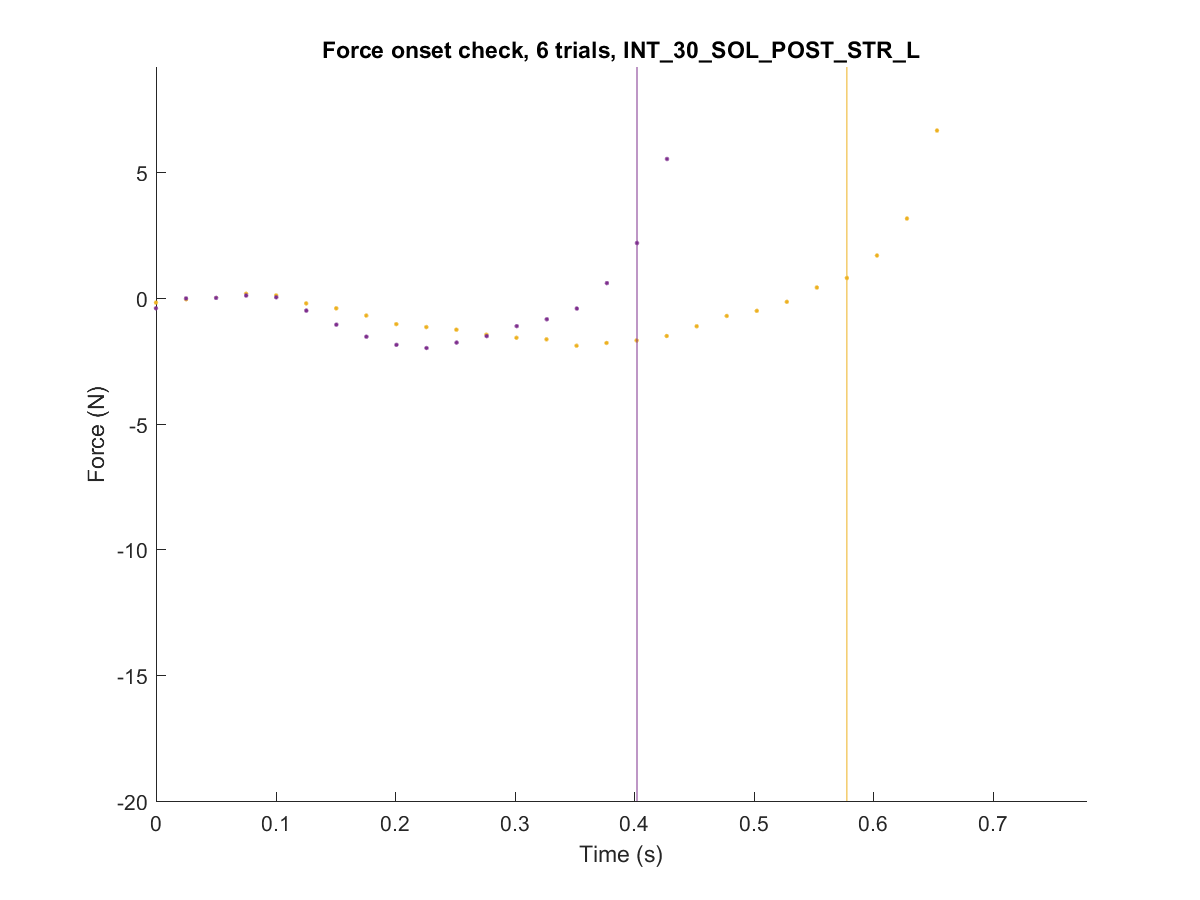 Force onset check, 6 trials, INT_30_SOL_POST_STR_L
Force (N)
5
0
-5
-10
-15
-20
0 0.1 0.2 0.3 0.4 0.5 0.6 0.7
Time (s)